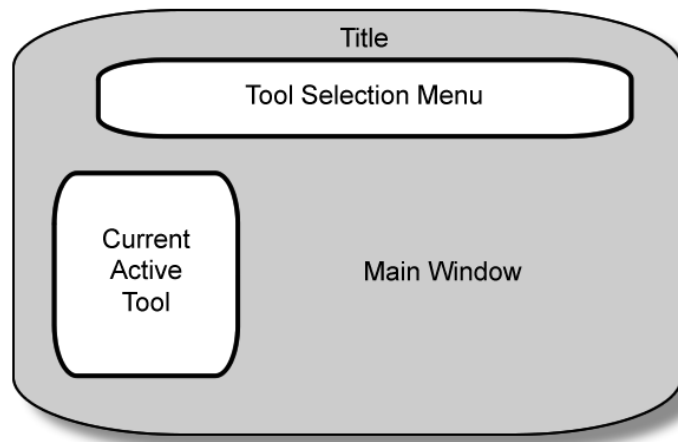 Title
Tool Selection Menu
Current
Active
Tool
Main Window